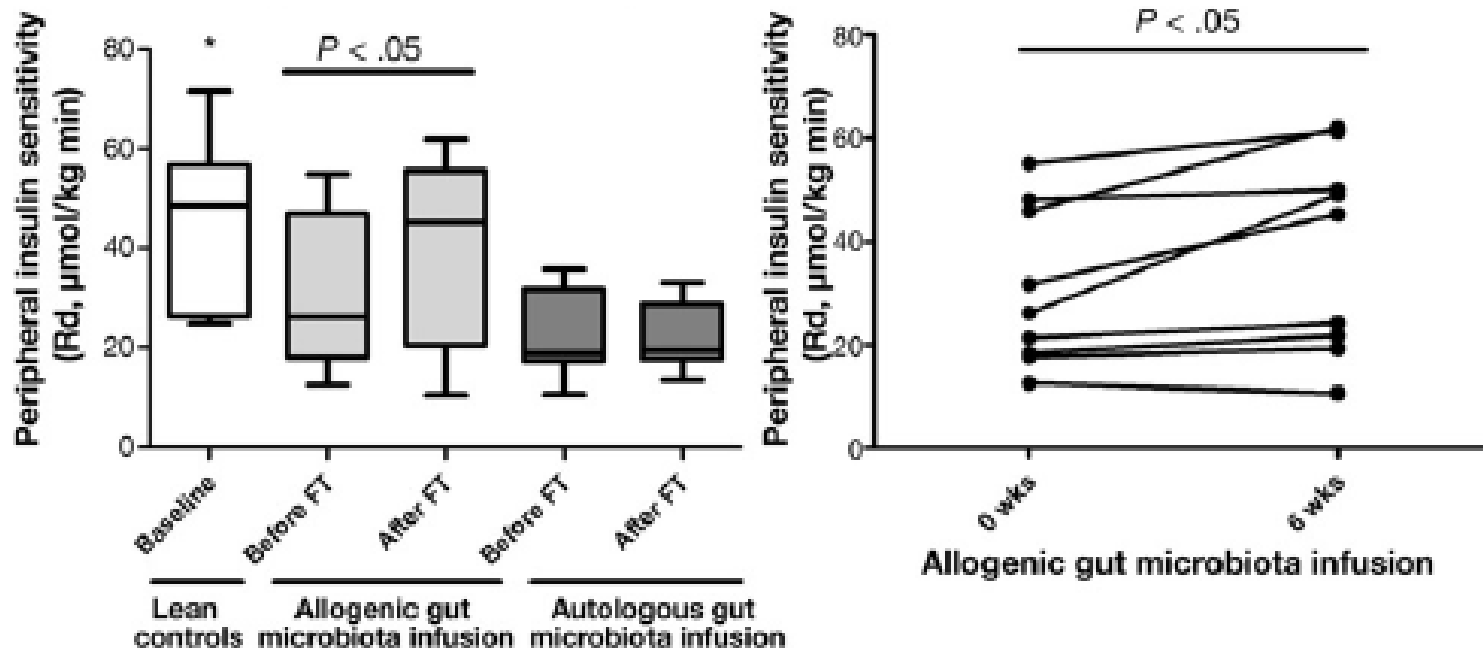 Peripheral insulin sensitivity
(Rd, µmol/kg min)
80
60
40
20
0
*
P < .05
Baseline
Before FT
After FT
Before FT
After FT
Lean
controls
Allogenic gut
microbiota infusion
Autologous gut
microbiota infusion
Peripheral insulin sensitivity
(Rd, µmol/kg min)
80
60
40
20
0
P < .05
0 wks
6 wks
Allogenic gut microbiota infusion